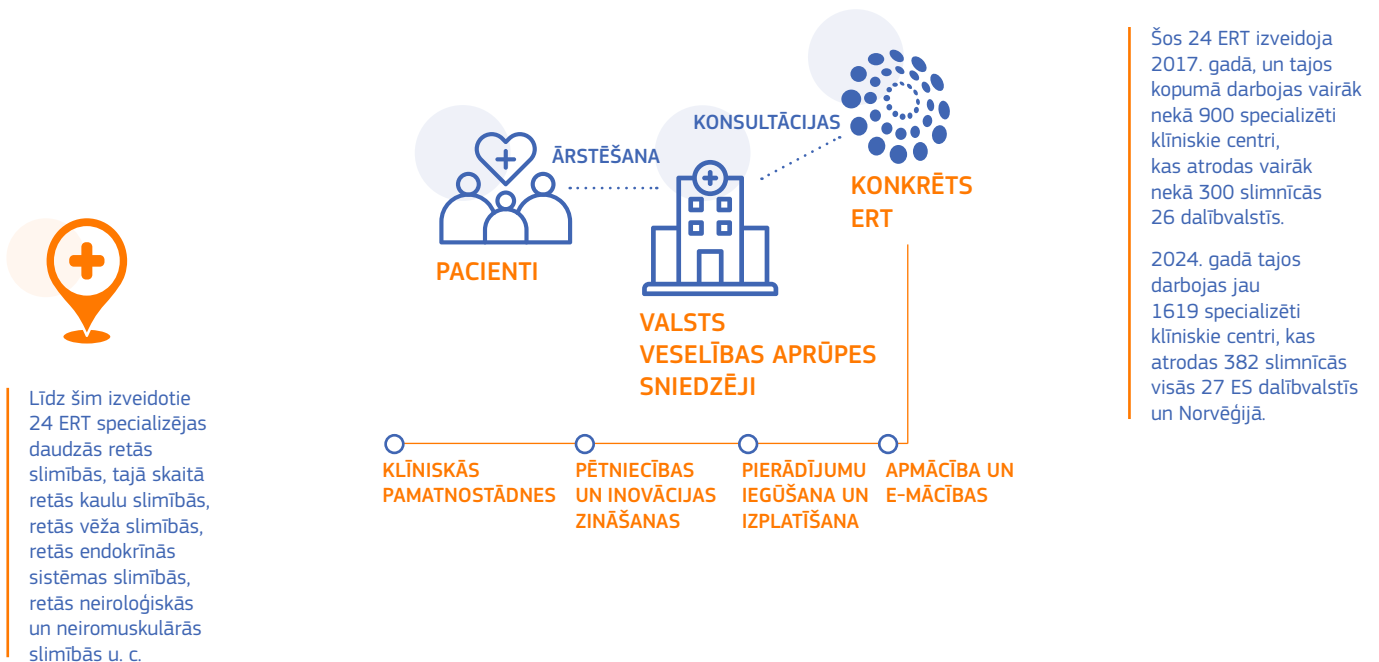 Līdz šim izveidotie
24 ERT specializējas
daudzās retās
slimībās, tajā skaitā
retās kaulu slimībās,
retās vēža slimībās,
retās endokrīnās
sistēmas slimībās,
retās neiroloģiskās
un neiromuskulārās
slimībās u. c.
ĀRSTĒŠANA
KONSULTĀCIJAS
PACIENTI
VALSTS
VESELĪBAS APRŪPES
SNIEDZĒJI
KONKRĒTS
ERT
KLĪNISKĀS
PAMATNOSTĀDNES
PĒTNIECĪBAS
UN INOVĀCIJAS
ZINĀŠANAS
PIERĀDĪJUMU
IEGŪŠANA UN
IZPLATĪŠANA
APMĀCĪBA UN
E-MĀCĪBAS
Šos 24 ERT izveidoja
2017. gadā, un tajos
kopumā darbojas vairāk
nekā 900 specializēti
klīniskie centri,
kas atrodas vairāk
nekā 300 slimnīcās
26 dalībvalstīs.
2024. gadā tajos
darbojas jau
1619 specializēti
klīniskie centri, kas
atrodas 382 slimnīcās
visās 27 ES dalībvalstīs
un Norvēģijā.